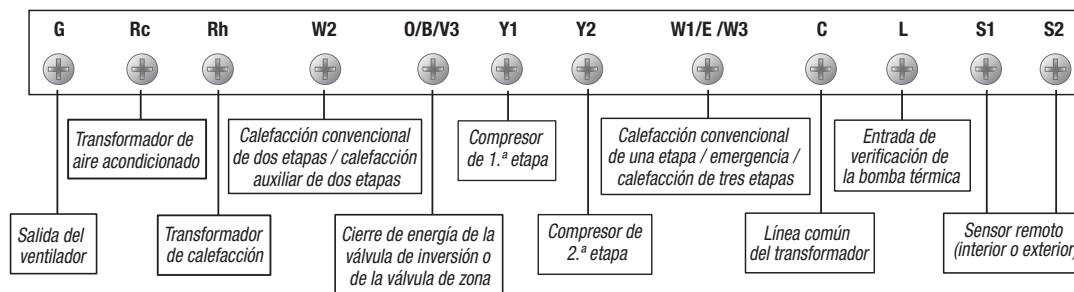 G Rc Rh W2 O/B/V3 Y1 Y2 W1/E /W3 C L S1 S2
Transformador de
aire acondicionado
Calefacción convencional
de dos etapas / calefacción
auxiliar de dos etapas
Compresor
de 1.ª etapa
Calefacción convencional
de una etapa / emergencia /
calefacción de tres etapas
Entrada de
verificación de
la bomba térmica
Salida del
ventilador
Transformador
de calefacción
Cierre de energía de la
válvula de inversión o
de la válvula de zona
Compresor de
2.ª etapa
Línea común
del transformador
Sensor remoto
(interior o exterior)